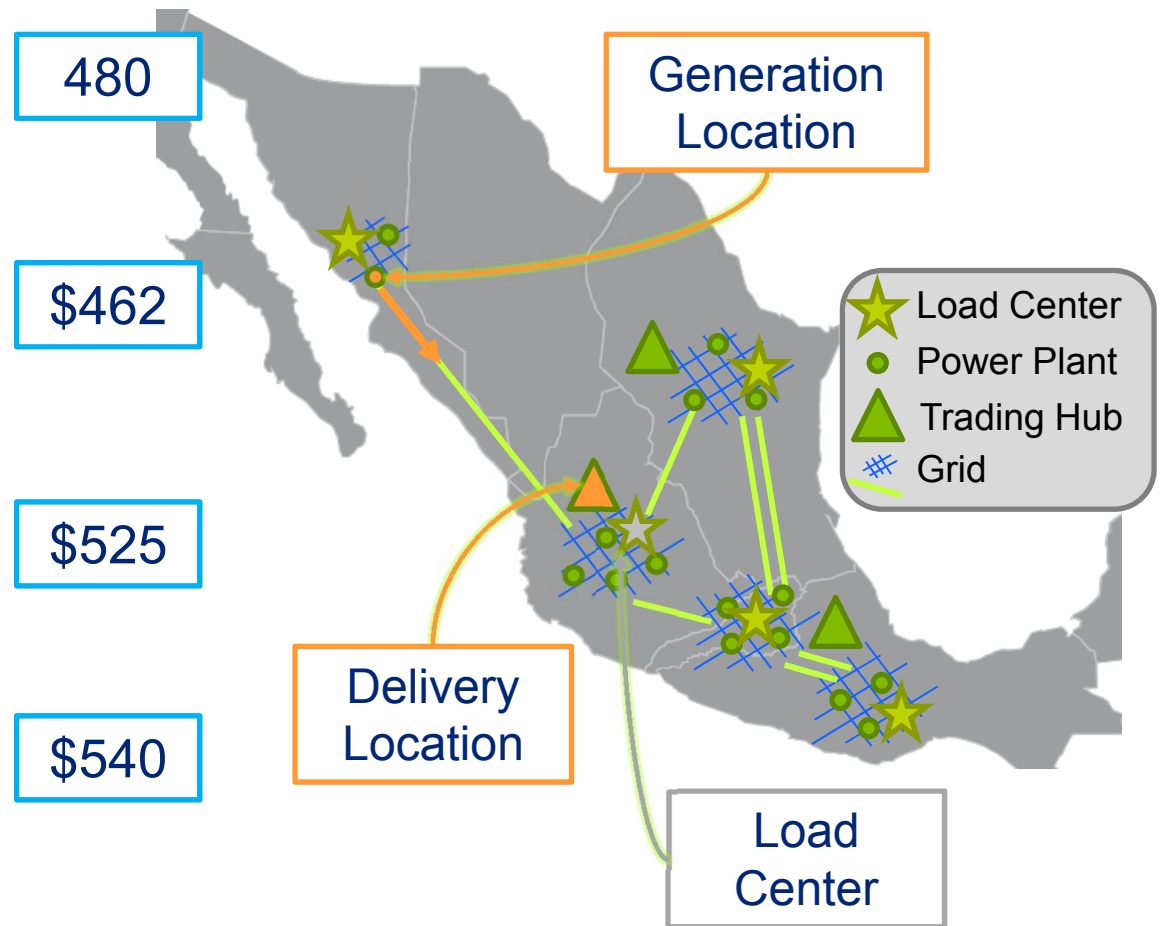 480
Generation
Location
$462
Load Center
Power Plant
Trading Hub
Grid
$525
Delivery
Location
$540
Load
Center